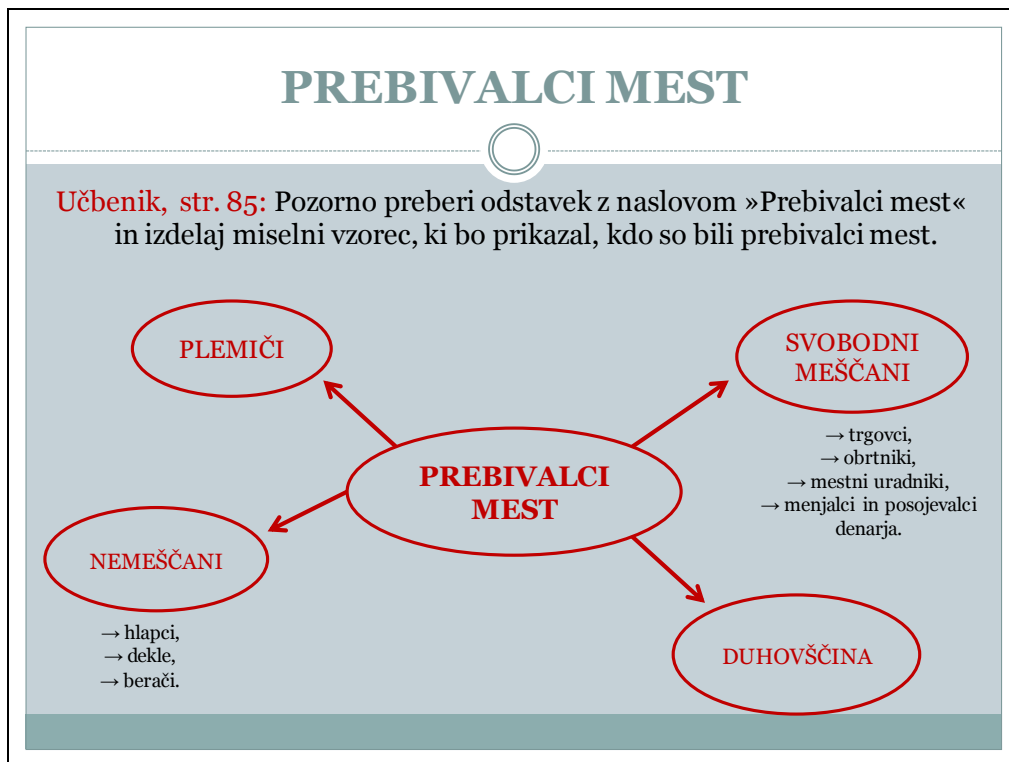 PREBIVALCI MEST
Učbenik, str. 85: Pozorno preberi odstavek z naslovom »Prebivalci mest«
in izdelaj miselni vzorec, ki bo prikazal, kdo so bili prebivalci mest.
PLEMIČI
SVOBODNI
MEŠČANI
→ trgovci,
→ obrtniki,
→ mestni uradniki,
→ menjalci in posojevalci
denarja.
PREBIVALCI
MEST
NEMEŠČANI
→ hlapci,
→ dekle,
→ berači.
DUHOVŠČINA